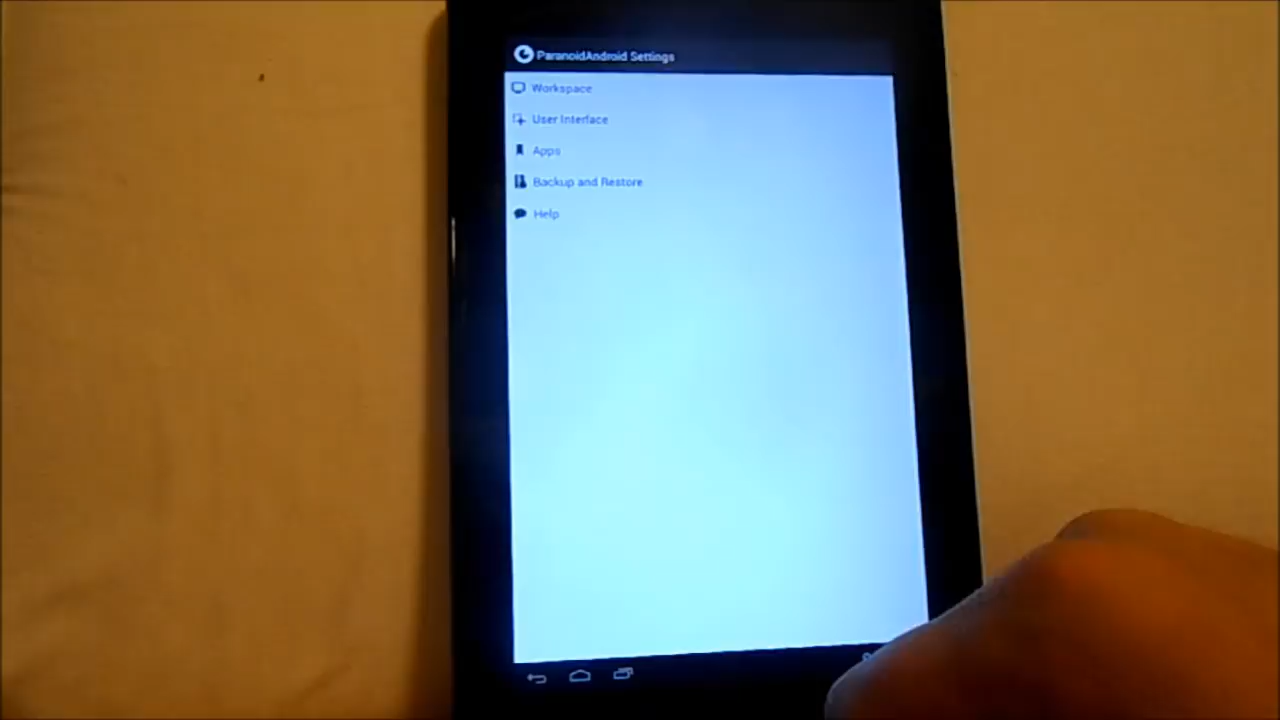 ParanoidAndroid Settings
Workspace
User Interface
Apps
Backup and Restore
Help